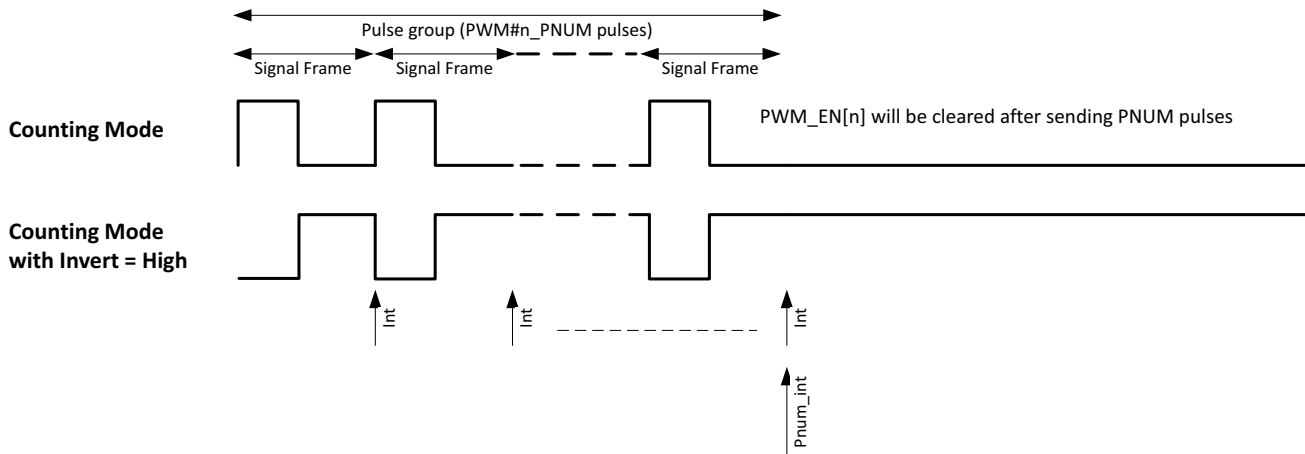 Pulse group (PWM#n_PNUM pulses)
Signal Frame Signal Frame Signal Frame
Counting Mode
PWM_EN[n] will be cleared after sending PNUM pulses
Counting Mode
with Invert = High
Int Int Int
Pnum_int